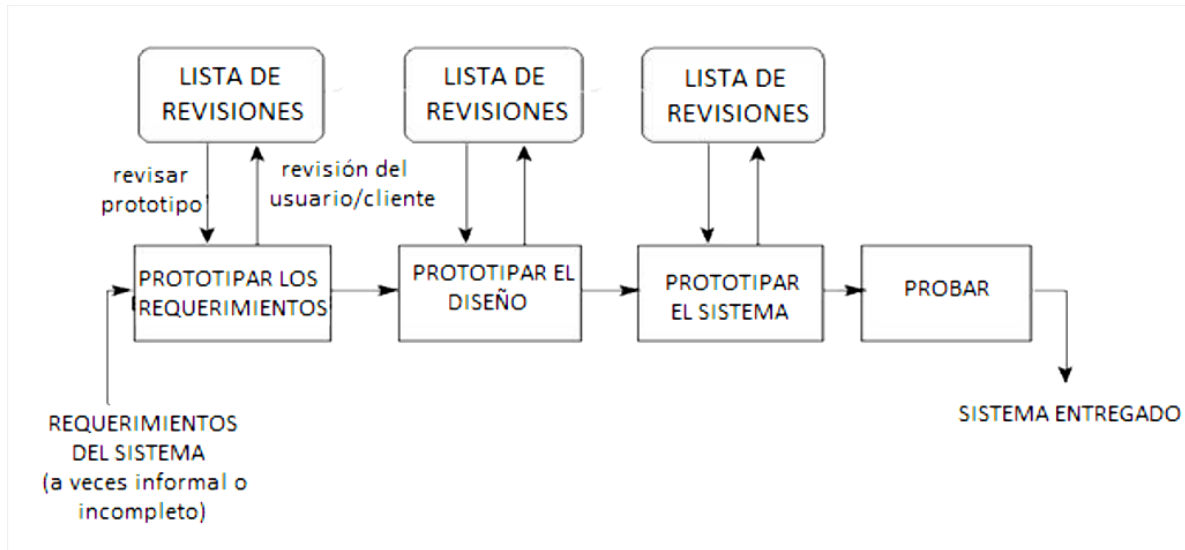 LISTA DE
REVISIONES
LISTA DE
REVISIONES
LISTA DE
REVISIONES
revisar
prototipo
revisión del
usuario/cliente
PROTOTIPAR LOS
REQUERIMIENTOS
PROTOTIPAR EL
DISEÑO
PROTOTIPAR
EL SISTEMA
PROBAR
REQUERIMIENTOS
DEL SISTEMA
(a veces informal o
incompleto)
SISTEMA ENTREGADO